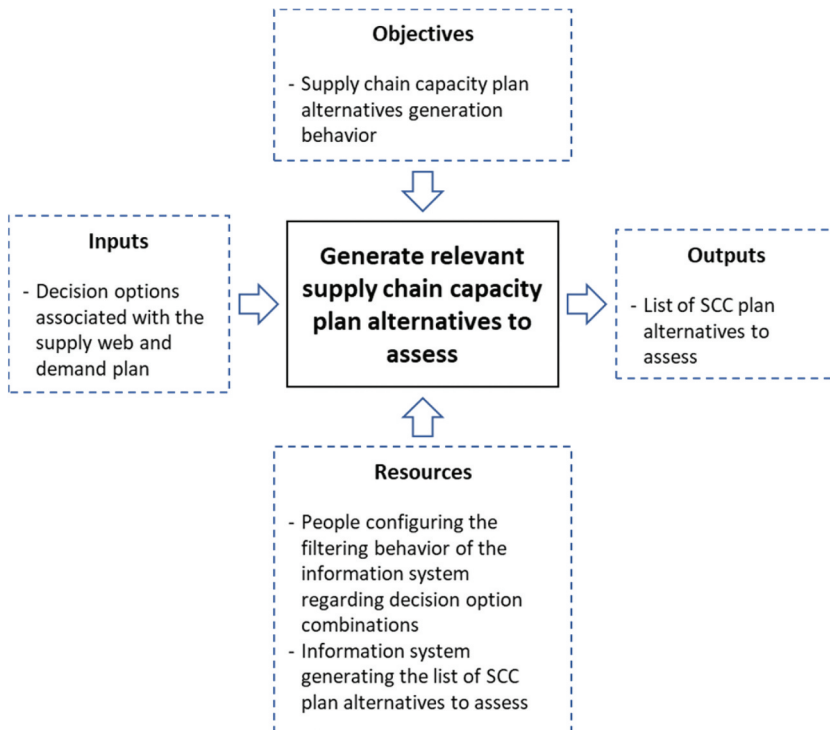 Objectives
- Supply chain capacity plan
alternatives generation
behavior
Inputs
- Decision options
associated with the
supply web and
demand plan
Generate relevant
supply chain capacity
plan alternatives to
assess
Outputs
- List of SCC plan
alternatives to
assess
Resources
- People configuring the
filtering behavior of the
information system
regarding decision option
combinations
- Information system
generating the list of SCC
plan alternatives to assess